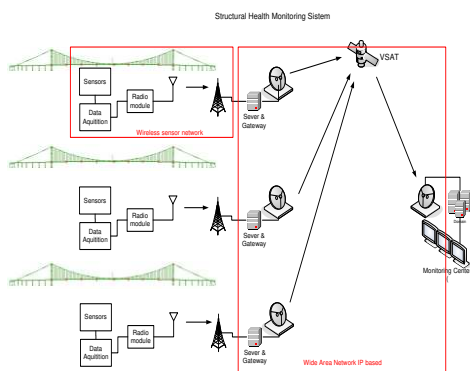 Structural Health Monitoring Sistem
VSAT
Sensors
Data
Aquitition
Radio
module
Wireless sensor network
Sever &
Gateway
Sensors
Data
Aquitition
Radio
module
Sever &
Gateway
Monitoring Cente
Sensors
Data
Aquitition
Radio
module
Sever &
Gateway
Wide Area Network IP based